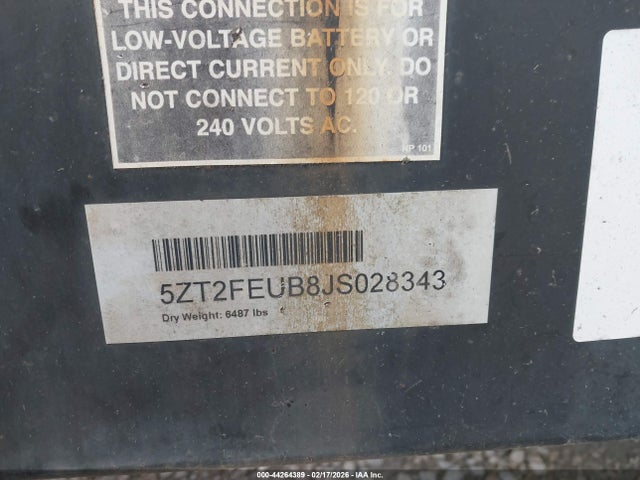 THIS CONNECTION IS FOR
LOW-VOLTAGE BATTERY OR
DIRECT CURRENT ONLY. DO
NOT CONNECT TO 120 OR
240 VOLTS AC.
KP 101
5ZT2FEUB8JS028343
Dry Weight: 6487 lbs
000-44264389 - 02/17/2026 - IAA Inc.